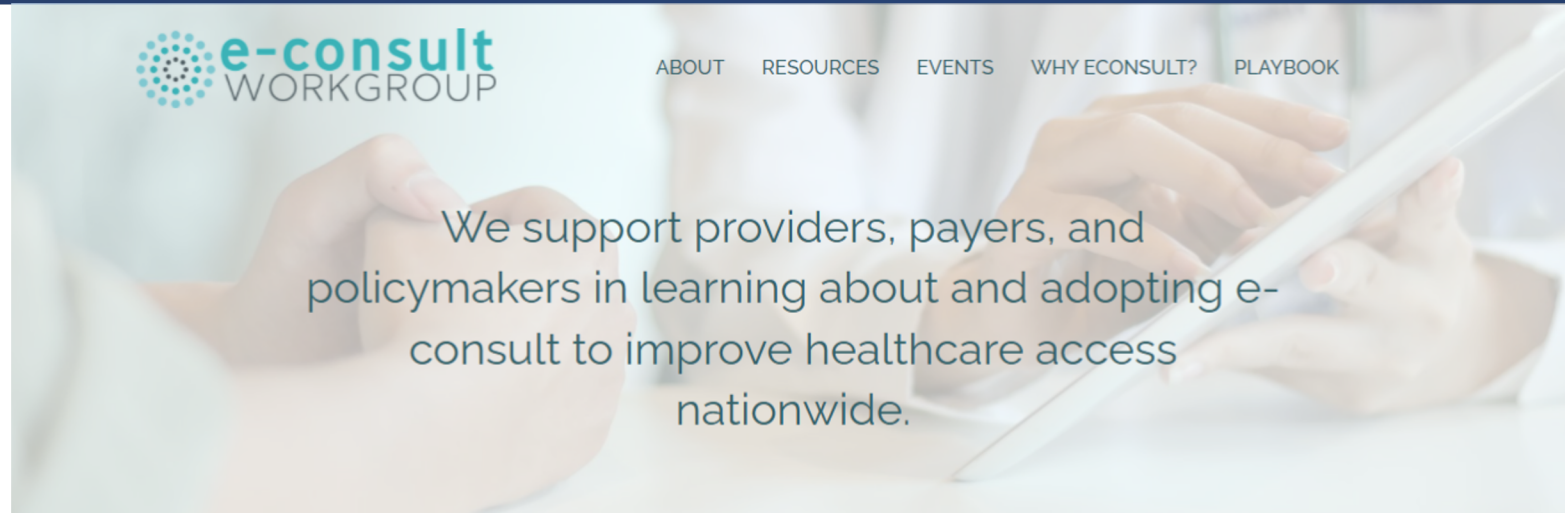 e-consult
WORKGROUP
ABOUT RESOURCES EVENTS WHY ECONSULT? PLAYBOOK
We support providers, payers, and
policymakers in learning about and adopting e-
consult to improve healthcare access
nationwide.